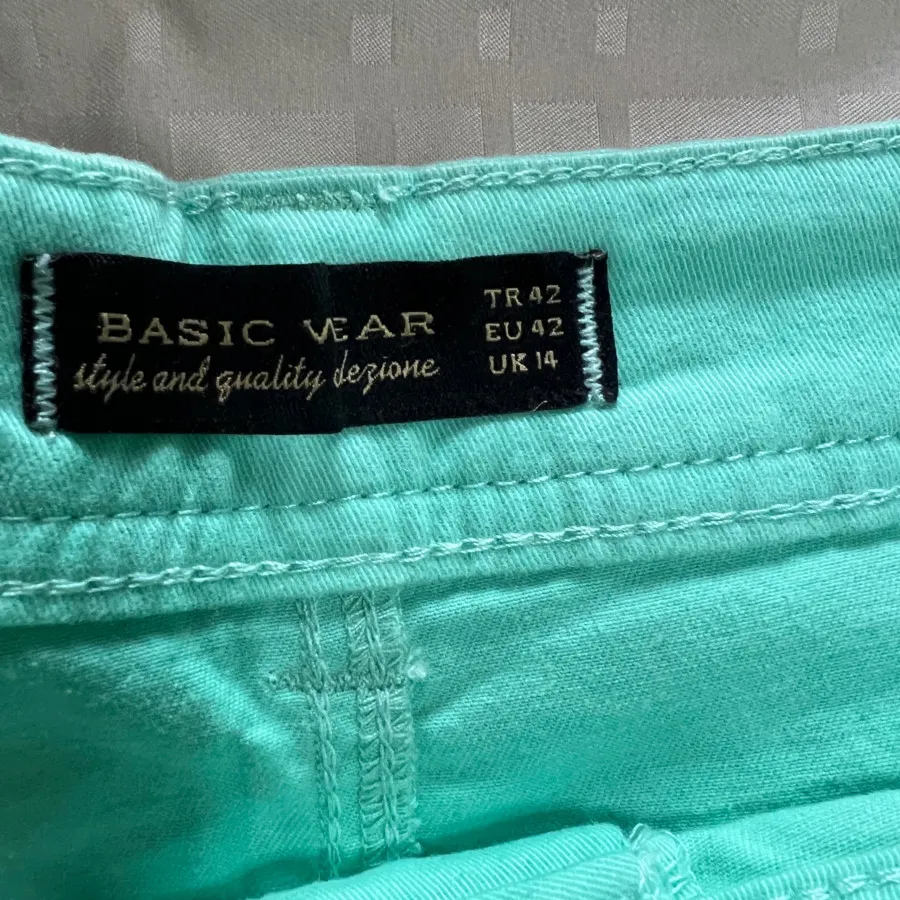 BASIC WEAR
style and quality dezione
TR 42
EU 42
UK 14